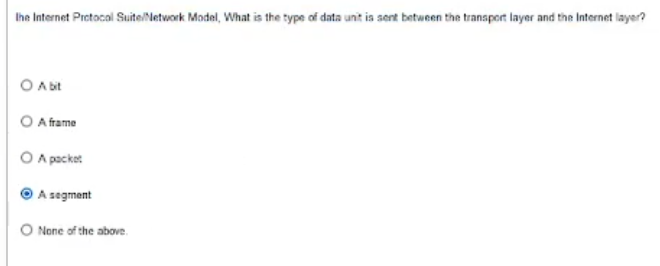 the Internet Protocol Suite/Network Model, What is the type of data unit is sent between the transport layer and the Internet layer?
A bit
A frame
A packet
A segment
None of the above.